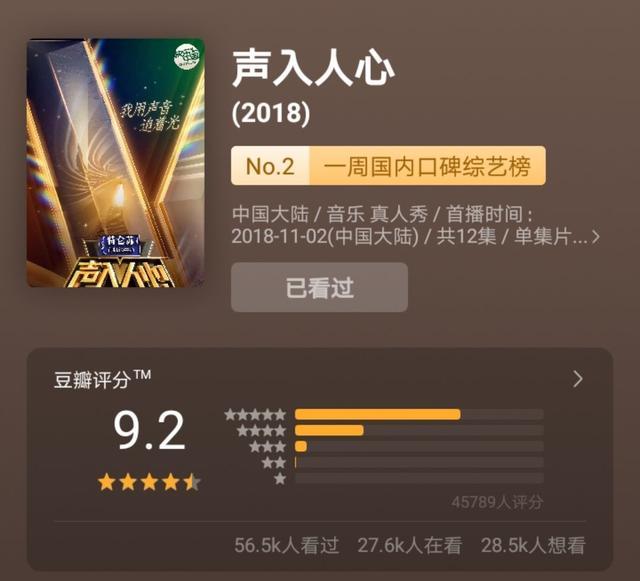 我用声音
追着光
特仑苏
声入人心
声入人心
(2018)
No.2 一周国内口碑综艺榜
中国大陆 / 音乐 真人秀 / 首播时间：
2018-11-02(中国大陆) / 共12集 / 单集片...
已看过
豆瓣评分™
9.2
45789人评分
56.5k人看过 27.6k人在看 28.5k人想看